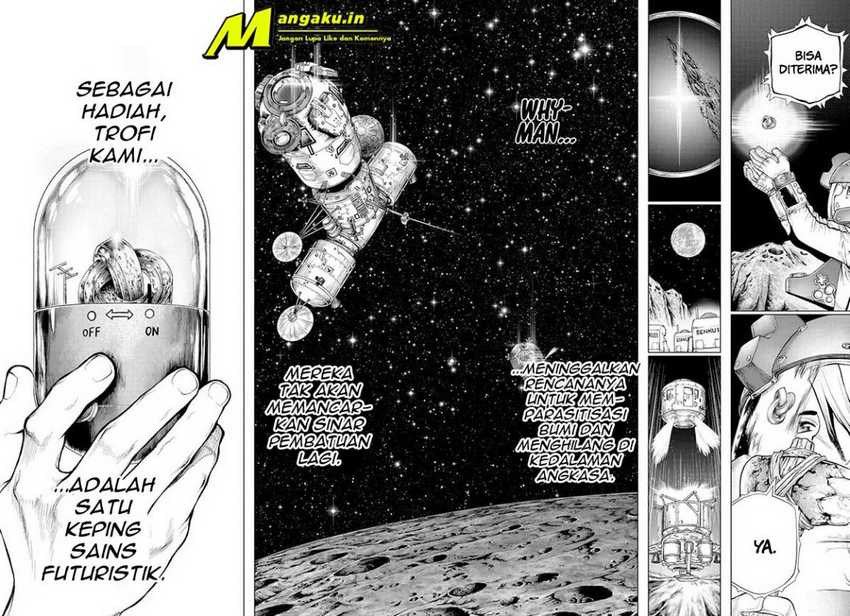 Mangaku.in
Jangan Lupa Like dan Komennya
BISA
DITERIMA?
YA.
SENKU!
WHY-
MAN...
...MENINGGALKAN
RENCANANYA
UNTUK MEM-
PARASITISASI
BUMI DAN
MENGHILANG DI
KEDALAMAN
ANGKASA.
MEREKA
TAK AKAN
MEMANCAR-
KAN SINAR
PEMBATUAN
LAGI.
SEBAGAI
HADIAH,
TROFI
KAMI...
OFF
ON
...ADALAH
SATU
KEPING
SAINS
FUTURISTIK.